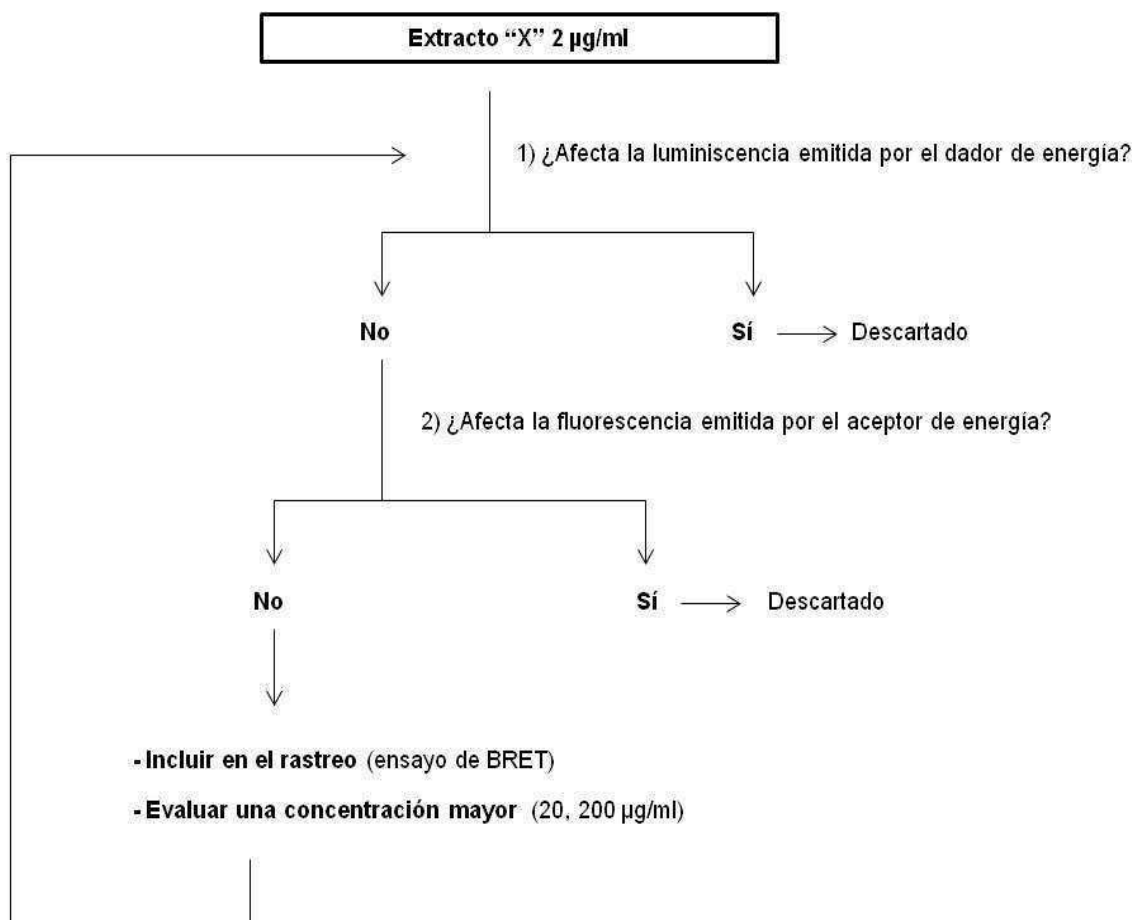 Extracto “X” 2 µg/ml
1) ¿Afecta la luminiscencia emitida por el dador de energía?
No
Sí
Descartado
2) ¿Afecta la fluorescencia emitida por el aceptor de energía?
No
Sí
Descartado
- Incluir en el rastreo (ensayo de BRET)
- Evaluar una concentración mayor (20, 200 µg/ml)